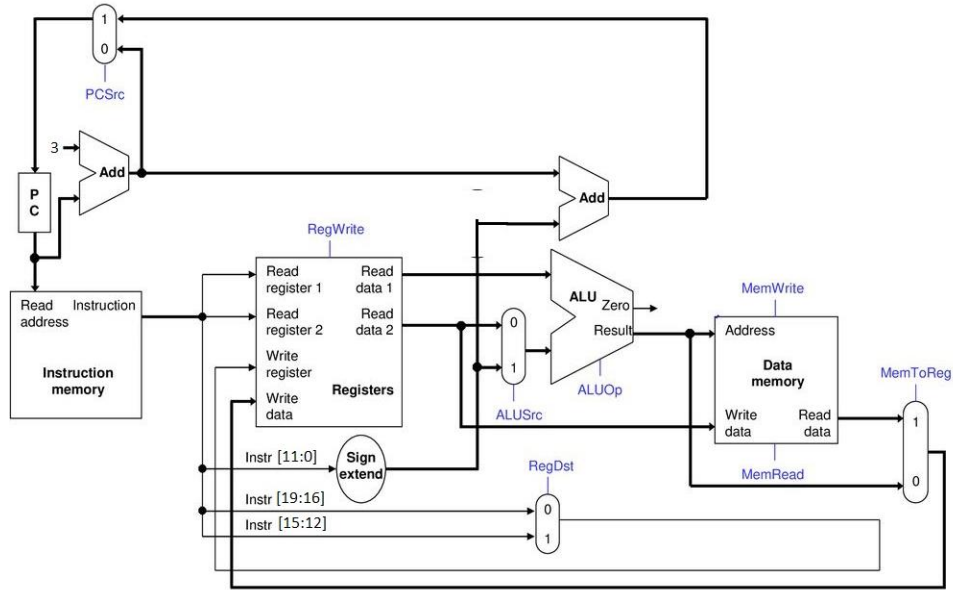 1
0
PCSrc
3
Add
P
C
Add
RegWrite
Read
register 1
Read
data 1
Read
register 2
Read
data 2
Write
register
Write
data
Registers
Read
address
Instruction
Instruction
memory
0
1
ALUSrc
ALU
Zero
Result
ALUOp
MemWrite
Address
Data
memory
Write
data
Read
data
MemRead
MemToReg
1
0
Instr [11:0]
Sign
extend
Instr [19:16]
Instr [15:12]
RegDst
0
1